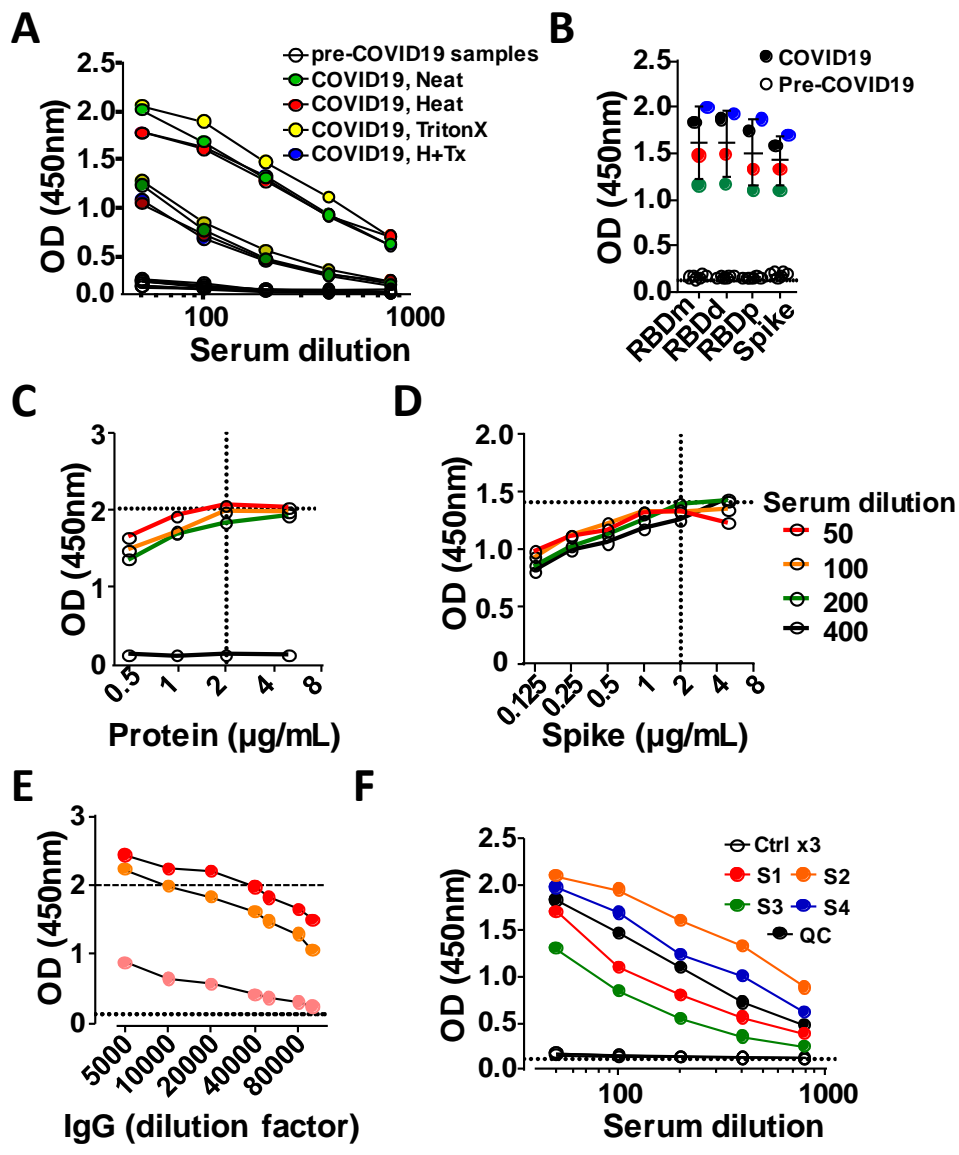 A
OD (450nm)
2.5
2.0
1.5
1.0
0.5
0.0
100
1000
Serum dilution
pre-COVID19 samples
COVID19, Neat
COVID19, Heat
COVID19, TritonX
COVID19, H+Tx
B
OD (450nm)
2.5
2.0
1.5
1.0
0.5
0.0
COVID19
Pre-COVID19
RBDm
RBDd
RBDp
Spike
C
OD (450nm)
3
2
1
0
0.5
1
2
4
8
Protein (µg/mL)
D
OD (450nm)
2.0
1.5
1.0
0.5
0
0.125
0.25
0.5
1
2
4
8
Spike (µg/mL)
Serum dilution
50
100
200
400
E
OD (450nm)
3
2
1
0
5000
10000
20000
40000
80000
IgG (dilution factor)
F
OD (450nm)
2.5
2.0
1.5
1.0
0.5
0.0
100
1000
Serum dilution
Ctrl x3
S1
S2
S3
S4
QC